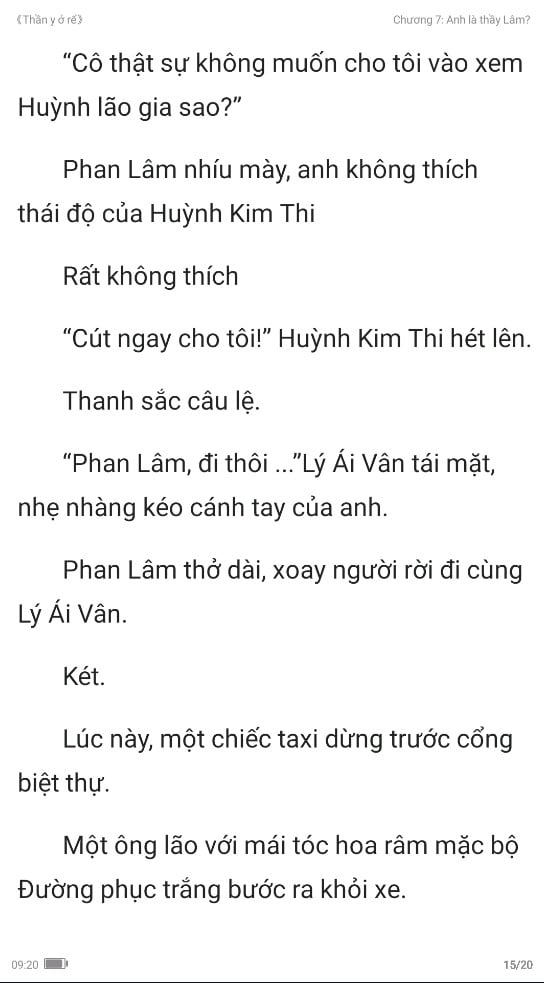 《Thần y ở rể》
Chương 7: Anh là thầy Lâm?
“Cô thật sự không muốn cho tôi vào xem
Huỳnh lão gia sao?”
Phan Lâm nhíu mày, anh không thích
thái độ của Huỳnh Kim Thi
Rất không thích
“Cút ngay cho tôi!” Huỳnh Kim Thi hét lên.
Thanh sắc câu lệ.
“Phan Lâm, đi thôi ...”Lý Ái Vân tái mặt,
nhẹ nhàng kéo cánh tay của anh.
Phan Lâm thở dài, xoay người rời đi cùng
Lý Ái Vân.
Két.
Lúc này, một chiếc taxi dừng trước cổng
biệt thự.
Một ông lão với mái tóc hoa râm mặc bộ
Đường phục trắng bước ra khỏi xe.
09:20
15/20